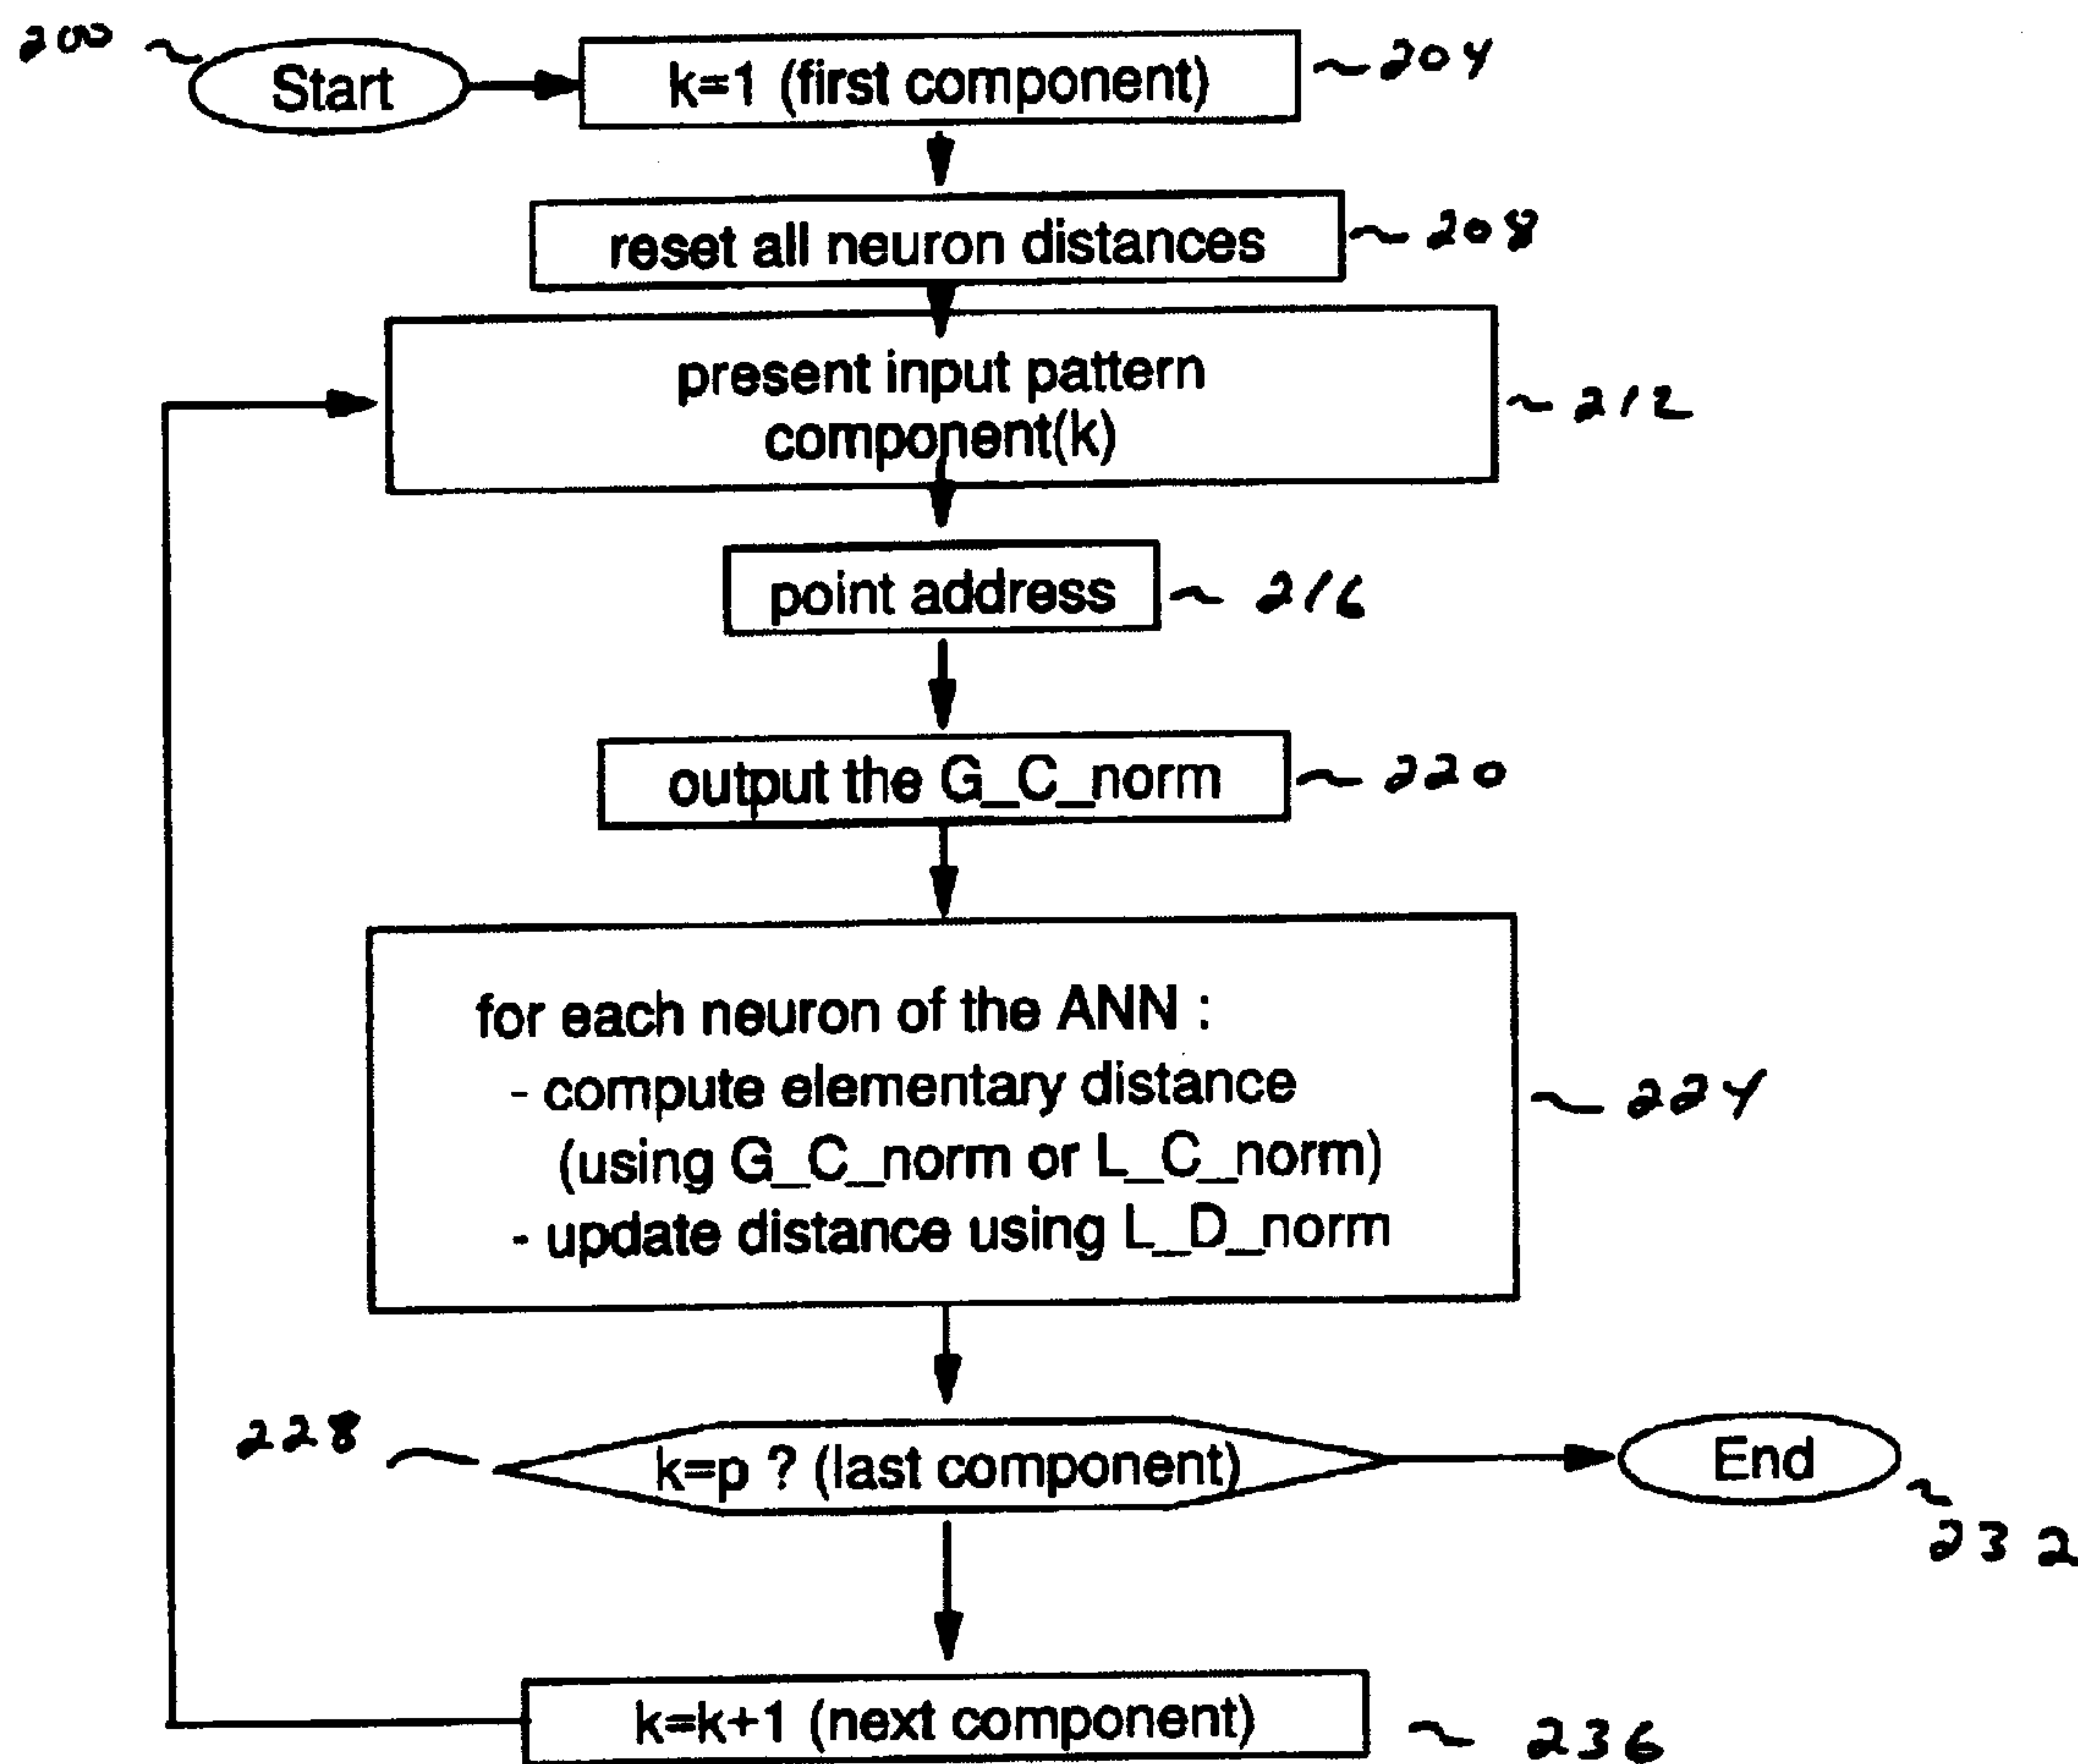 200
Start
k=1 (first component)
204
reset all neuron distances
208
present input pattern
component(k)
212
point address
216
output the G_C_norm
220
for each neuron of the ANN :
- compute elementary distance
(using G_C_norm or L_C_norm)
- update distance using L_D_norm
224
228
k=p ? (last component)
End
232
k=k+1 (next component)
236